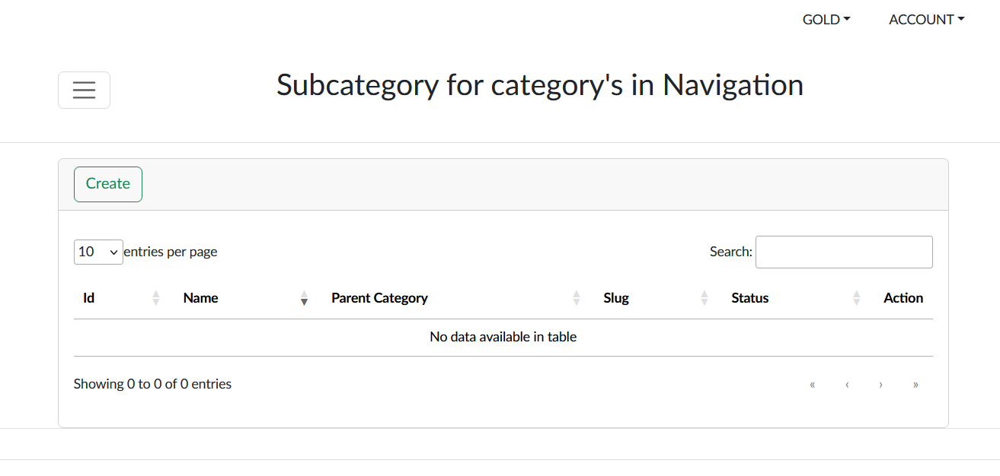 GOLD ACCOUNT
Subcategory for category's in Navigation
Create
10 entries per page Search:
Id Name Parent Category Slug Status Action
No data available in table
Showing 0 to 0 of 0 entries « ‹ › »